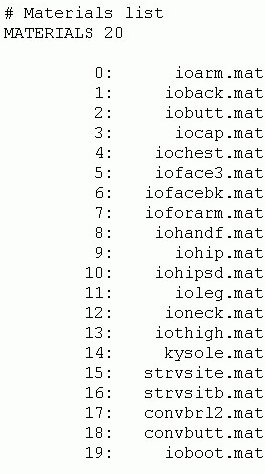 # Materials list
MATERIALS 20
0: ioarm.mat
1: ioback.mat
2: iobutt.mat
3: iocap.mat
4: iochest.mat
5: ioface3.mat
6: iofacebk.mat
7: ioforarm.mat
8: iohandf.mat
9: iohip.mat
10: iohipsd.mat
11: ioleg.mat
12: ioneck.mat
13: iothigh.mat
14: kysole.mat
15: strvsite.mat
16: strvsitb.mat
17: convbrl2.mat
18: convbutt.mat
19: ioboot.mat